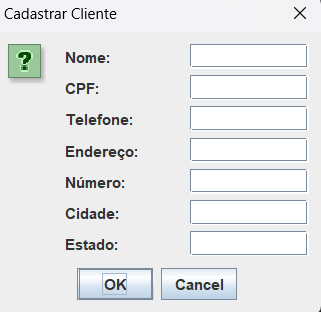 Cadastrar Cliente
?
Nome:
CPF:
Telefone:
Endereço:
Número:
Cidade:
Estado:
OK Cancel